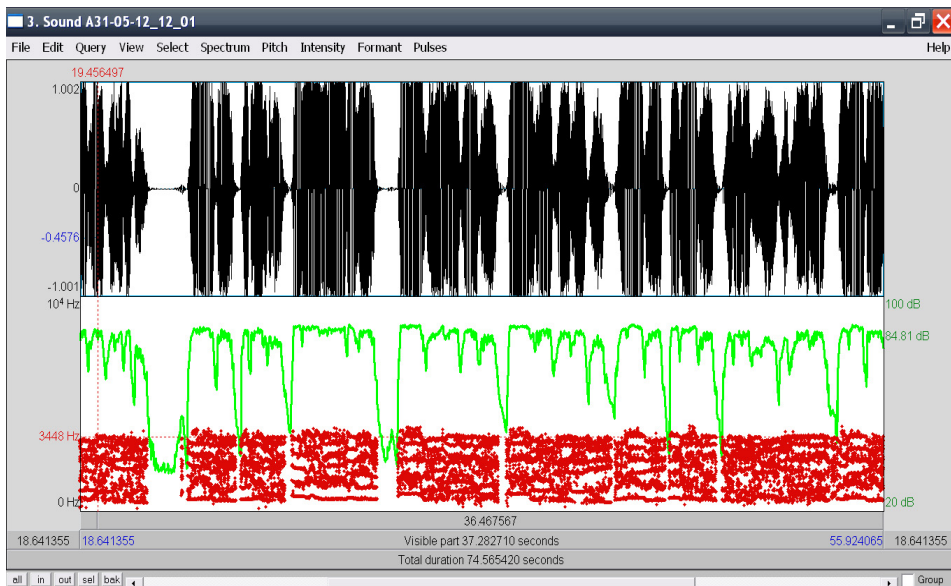 3. Sound A31-05-12_12_01
File Edit Query View Select Spectrum Pitch Intensity Formant Pulses Help
19.456497
1.002
0
-0.4576
-1.001
10⁴ Hz 100 dB
84.81 dB
3448 Hz
0 Hz 20 dB
36.467567
18.641355 18.641355 Visible part 37.282710 seconds 55.924065 18.641355
Total duration 74.565420 seconds
all in out sel bak Group